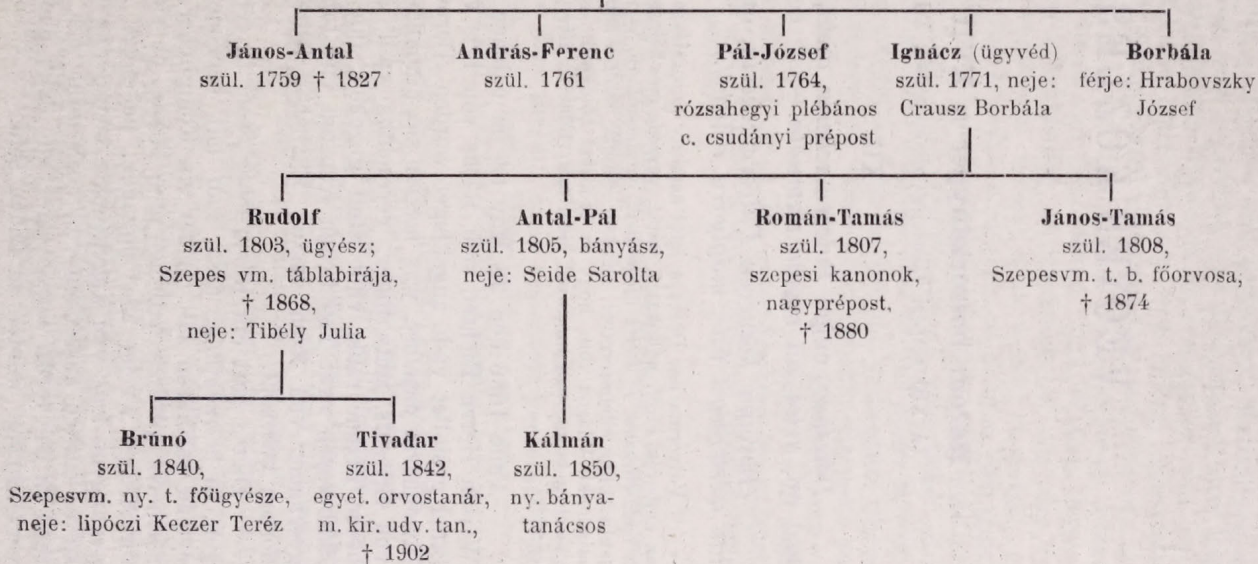 János-Antal
szül. 1759 † 1827
András-Ferenc
szül. 1761
Pál-József
szül. 1764,
rózsahegyi plébános
c. csudányi prépost
Ignácz (ügyvéd)
szül. 1771, neje:
Crausz Borbála
Borbála
férje: Hrabovszky
József
Rudolf
szül. 1803, ügyész;
Szepes vm. táblabirája,
† 1868,
neje: Tibély Julia
Antal-Pál
szül. 1805, bányász,
neje: Seide Sarolta
Román-Tamás
szül. 1807,
szepesi kanonok,
nagyprépost,
† 1880
János-Tamás
szül. 1808,
Szepesvm. t. b. főorvosa,
† 1874
Brúnó
szül. 1840,
Szepesvm. ny. t. főügyésze,
neje: lipóczi Keczer Teréz
Tivadar
szül. 1842,
egyet. orvostanár,
m. kir. udv. tan.,
† 1902
Kálmán
szül. 1850,
ny. bánya-
tanácsos